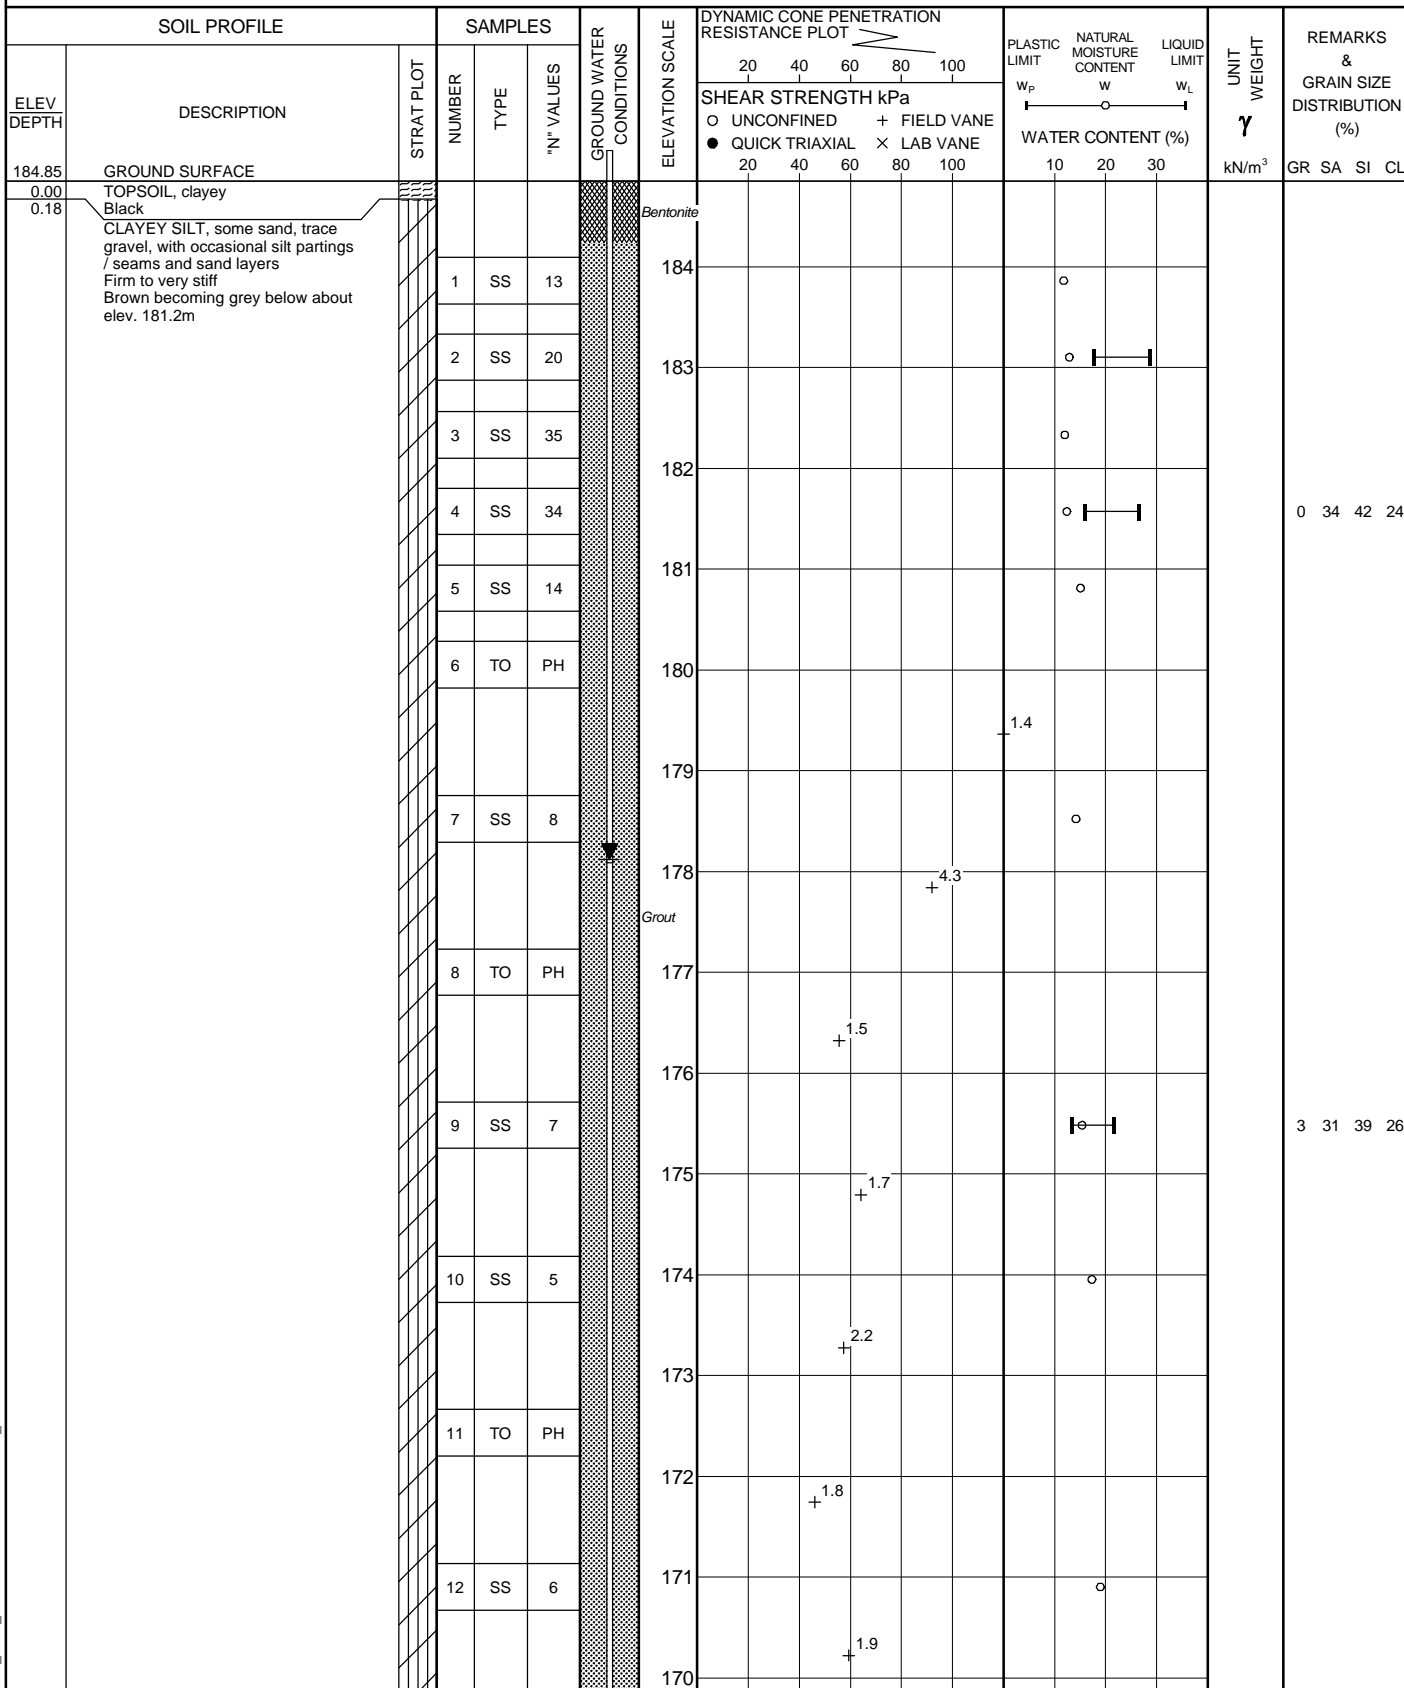 SOIL PROFILE
SAMPLES
GROUND WATER
CONDITIONS
ELEVATION SCALE
DYNAMIC CONE PENETRATION
RESISTANCE PLOT
20 40 60 80 100
SHEAR STRENGTH kPa
○ UNCONFINED + FIELD VANE
● QUICK TRIAXIAL × LAB VANE
20 40 60 80 100
PLASTIC
LIMIT
NATURAL
MOISTURE
CONTENT
LIQUID
LIMIT
WP W WL
WATER CONTENT (%)
10 20 30
UNIT
WEIGHT
γ
kN/m³
REMARKS
&
GRAIN SIZE
DISTRIBUTION
(%)
GR SA SI CL
ELEV
DEPTH
DESCRIPTION
STRAT PLOT
NUMBER
TYPE
"N" VALUES
184.85 GROUND SURFACE
0.00 TOPSOIL, clayey
0.18 Black
Bentonite
CLAYEY SILT, some sand, trace
gravel, with occasional silt partings
/ seams and sand layers
Firm to very stiff
Brown becoming grey below about
elev. 181.2m
184
1 SS 13
2 SS 20
183
3 SS 35
182
4 SS 34 0 34 42 24
181
5 SS 14
6 TO PH
180
1.4
179
7 SS 8
178
4.3
Grout
8 TO PH
177
1.5
176
9 SS 7 3 31 39 26
175
1.7
10 SS 5
174
2.2
173
11 TO PH
172
1.8
171
12 SS 6
1.9
170